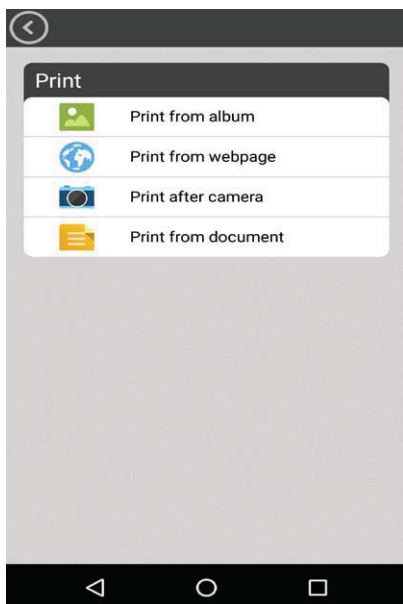 Print
Print from album
Print from webpage
Print after camera
Print from document